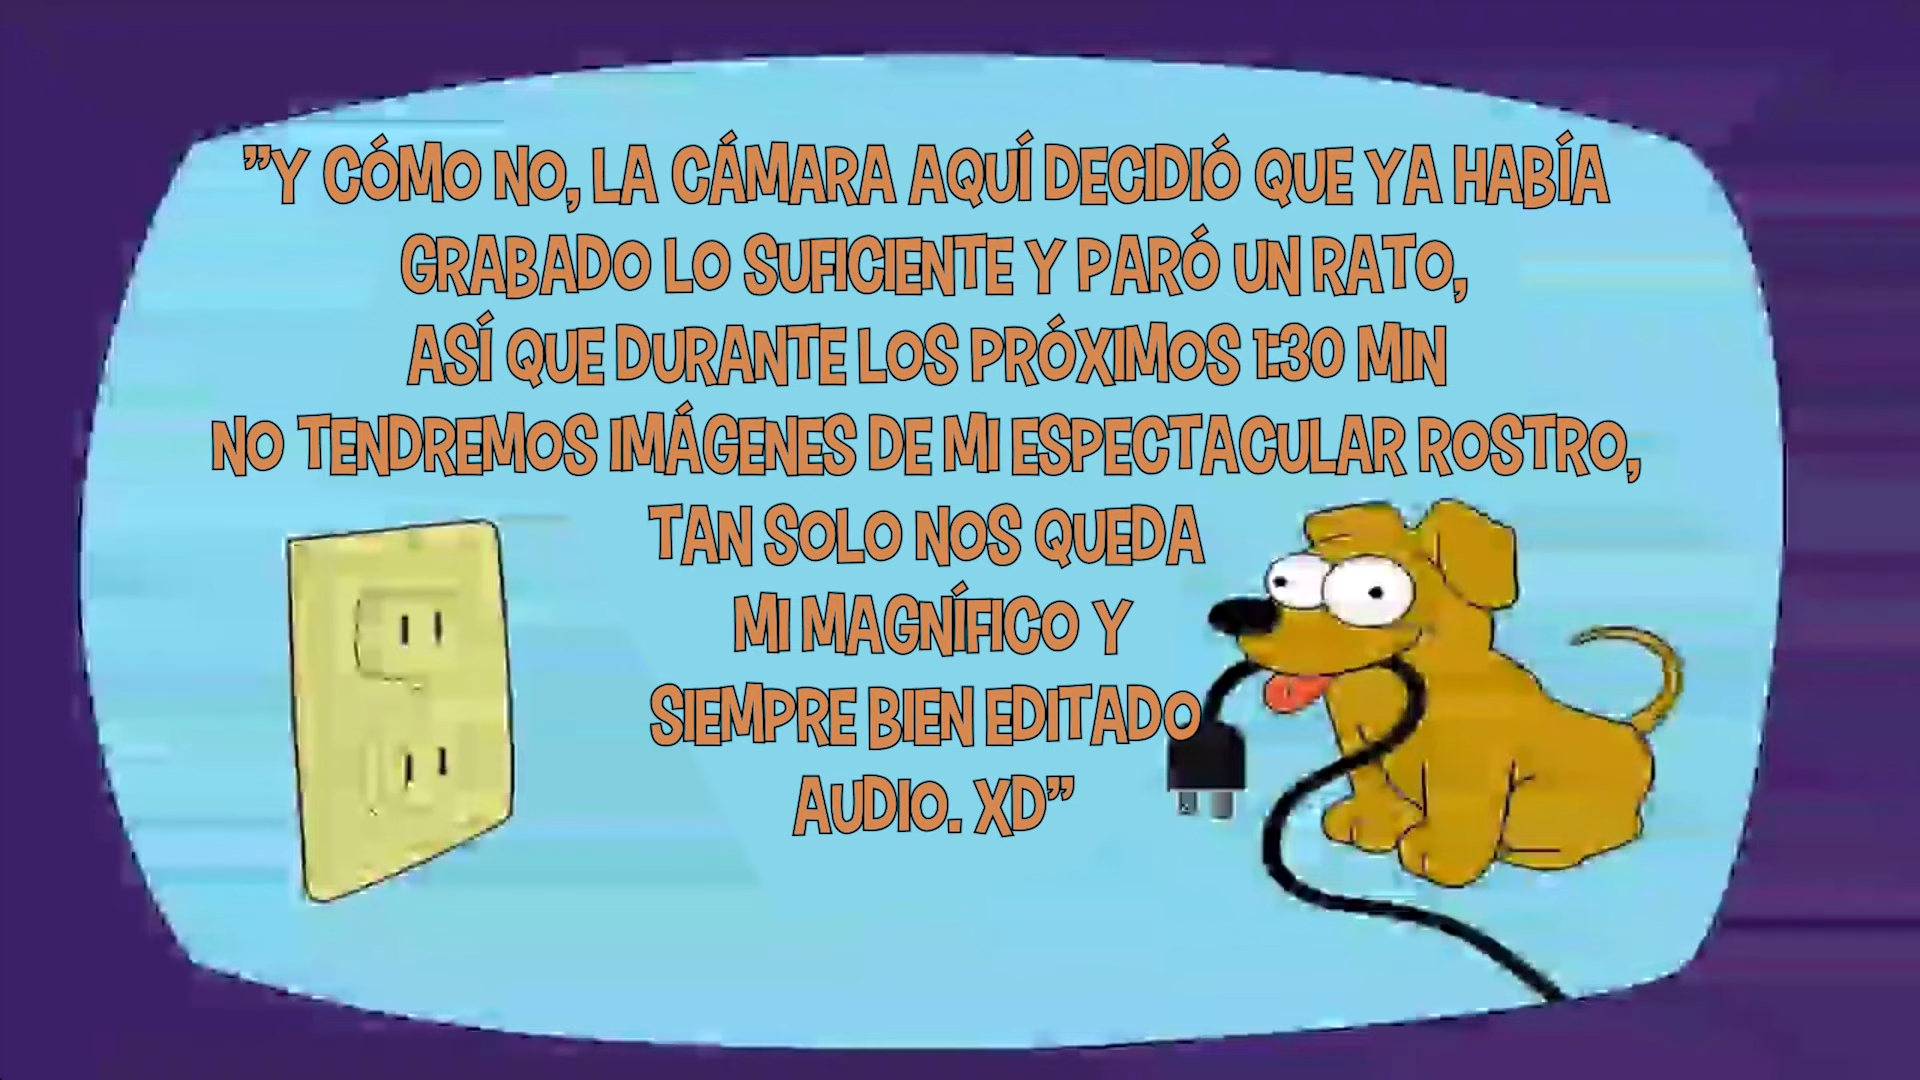 "Y CÓMO NO, LA CÁMARA AQUÍ DECIDIÓ QUE YA HABÍA
GRABADO LO SUFICIENTE Y PARÓ UN RATO,
ASÍ QUE DURANTE LOS PRÓXIMOS 1:30 MIN
NO TENDREMOS IMÁGENES DE MI ESPECTACULAR ROSTRO,
TAN SOLO NOS QUEDA
MI MAGNÍFICO Y
SIEMPRE BIEN EDITADO
AUDIO. XD"